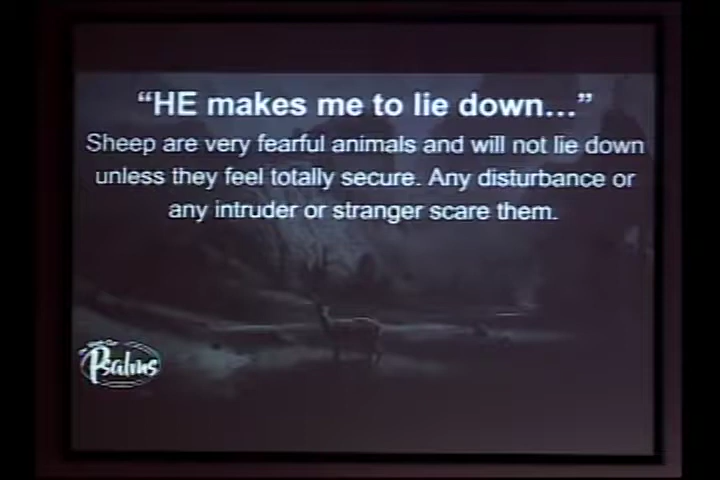 “HE makes me to lie down...”
Sheep are very fearful animals and will not lie down
unless they feel totally secure. Any disturbance or
any intruder or stranger scare them.
Psalms